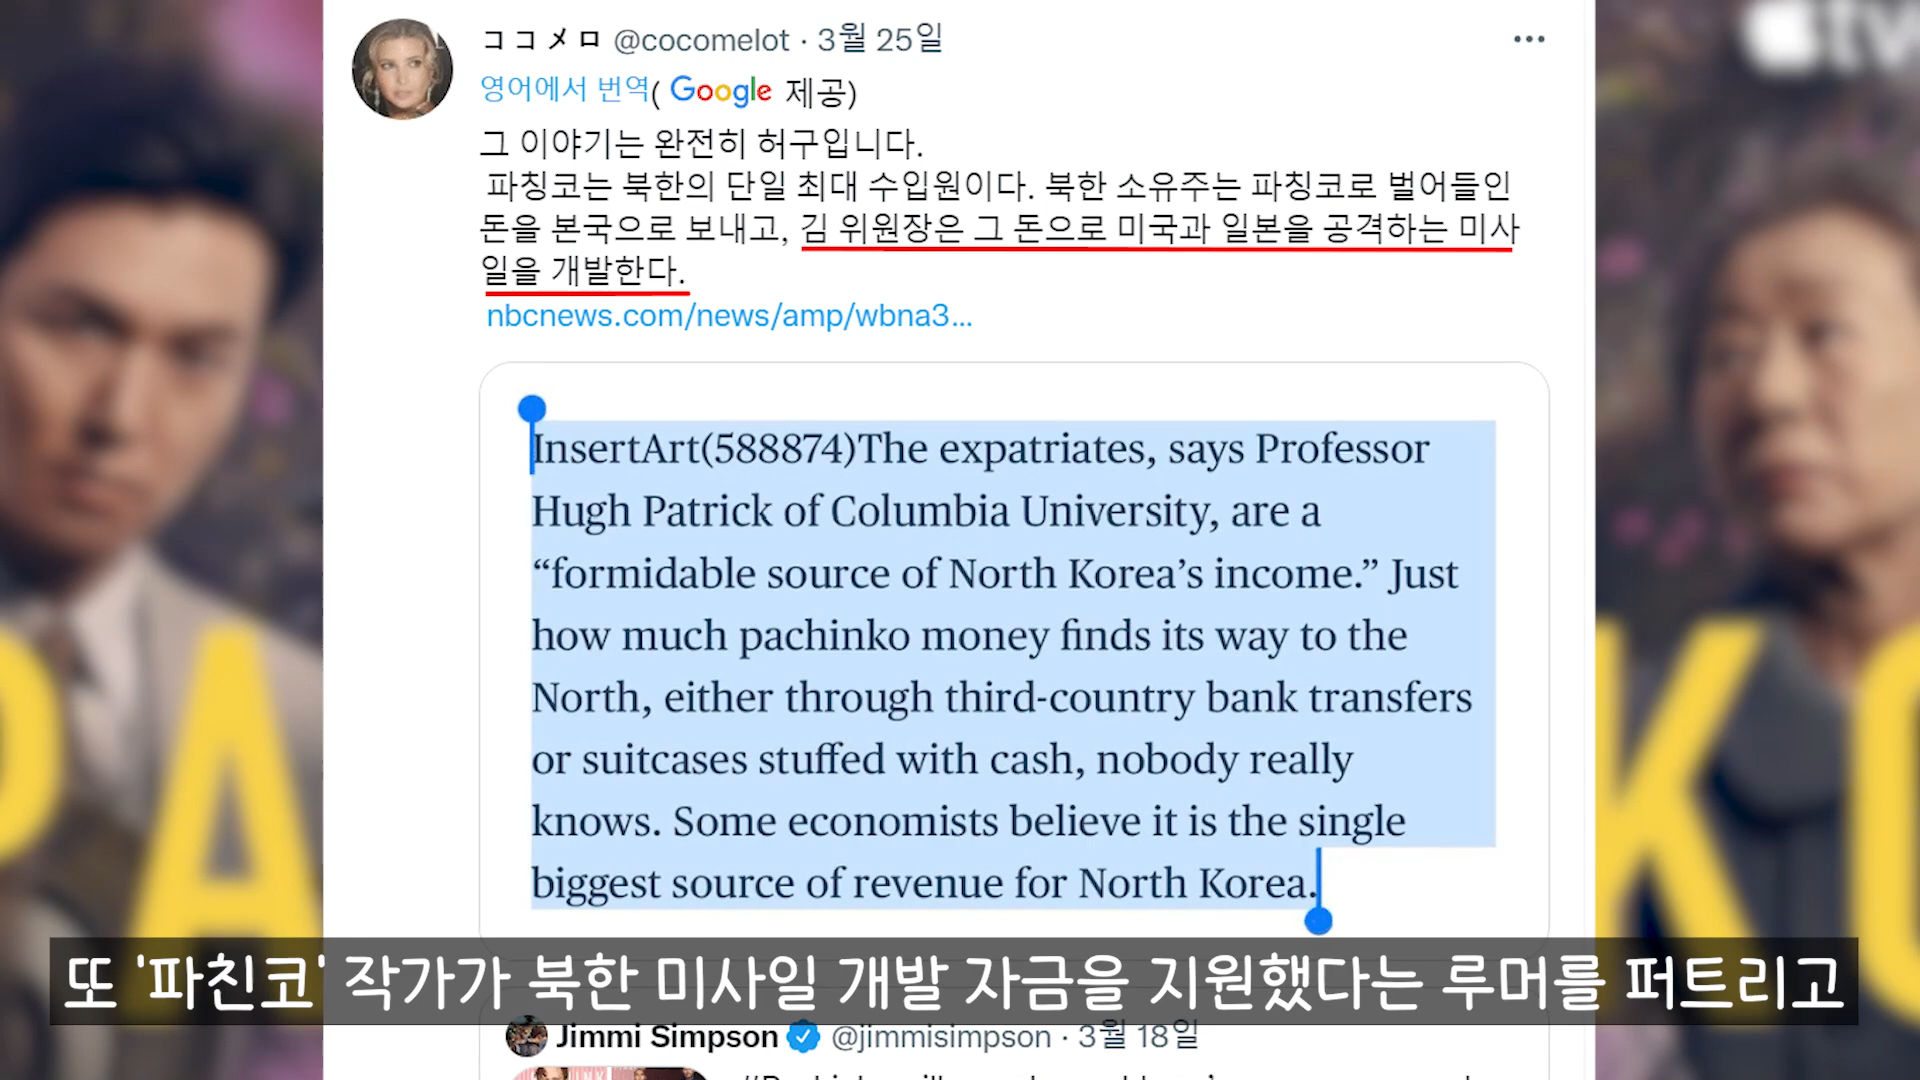 ココメロ @cocomelot · 3월 25일
영어에서 번역( Google 제공)
그 이야기는 완전히 허구입니다.
파칭코는 북한의 단일 최대 수입원이다. 북한 소유주는 파칭코로 벌어들인
돈을 본국으로 보내고, 김 위원장은 그 돈으로 미국과 일본을 공격하는 미사
일을 개발한다.
nbcnews.com/news/amp/wbna3...
InsertArt(588874)The expatriates, says Professor
Hugh Patrick of Columbia University, are a
“formidable source of North Korea’s income.” Just
how much pachinko money finds its way to the
North, either through third-country bank transfers
or suitcases stuffed with cash, nobody really
knows. Some economists believe it is the single
biggest source of revenue for North Korea.
또 '파친코' 작가가 북한 미사일 개발 자금을 지원했다는 루머를 퍼트리고
Jimmi Simpson @jimmisimpson · 3월 18일
tv
PA
KO